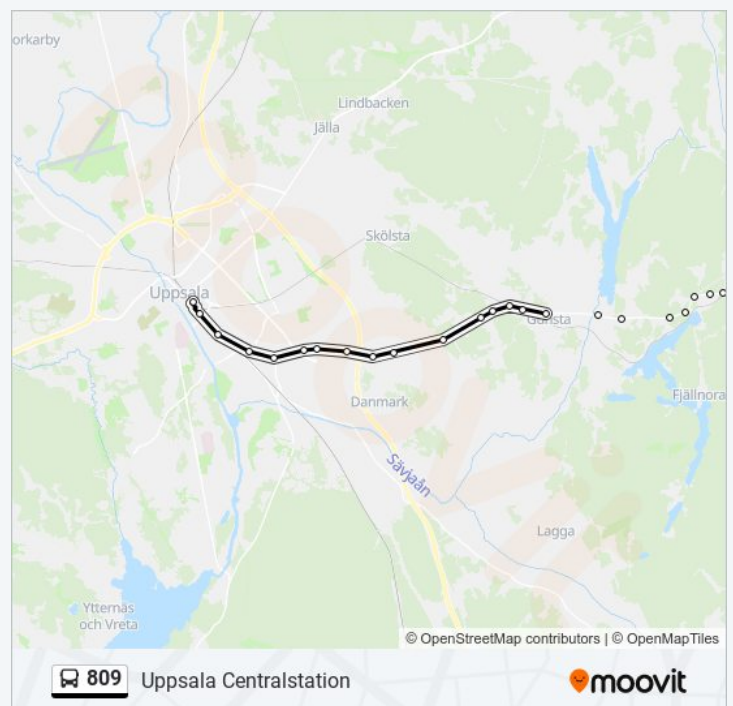 orkarby
Lindbacken
Jälla
Skölsta
Uppsala
Gunsta
Danmark
Fjällnora
Sävjaån
Lagga
Ytternäs
och Vreta
© OpenStreetMap contributors | © OpenMapTiles
809 Uppsala Centralstation
moovit